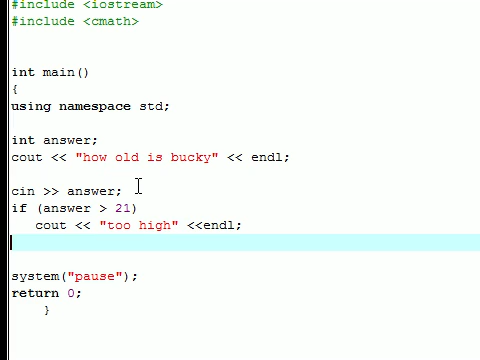 #include <iostream>
#include <cmath>
int main()
{
using namespace std;
int answer;
cout << "how old is bucky" << endl;
cin >> answer;
if (answer > 21)
cout << "too high" <<endl;
system("pause");
return 0;
}